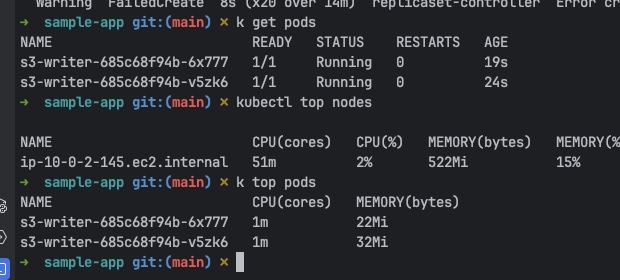 Warning  FailedCreate  8s (x20 over 14m)  replicaset-controller  Error cr
→  sample-app git:(main) ✗ k get pods
NAME                         READY   STATUS    RESTARTS   AGE
s3-writer-685c68f94b-6x777   1/1     Running   0          19s
s3-writer-685c68f94b-v5zk6   1/1     Running   0          24s
→  sample-app git:(main) ✗ kubectl top nodes
NAME                         CPU(cores)   CPU(%)   MEMORY(bytes)   MEMORY(%
ip-10-0-2-145.ec2.internal   51m          2%       522Mi           15%
→  sample-app git:(main) ✗ k top pods
NAME                         CPU(cores)   MEMORY(bytes)
s3-writer-685c68f94b-6x777   1m           22Mi
s3-writer-685c68f94b-v5zk6   1m           32Mi
→  sample-app git:(main) ✗